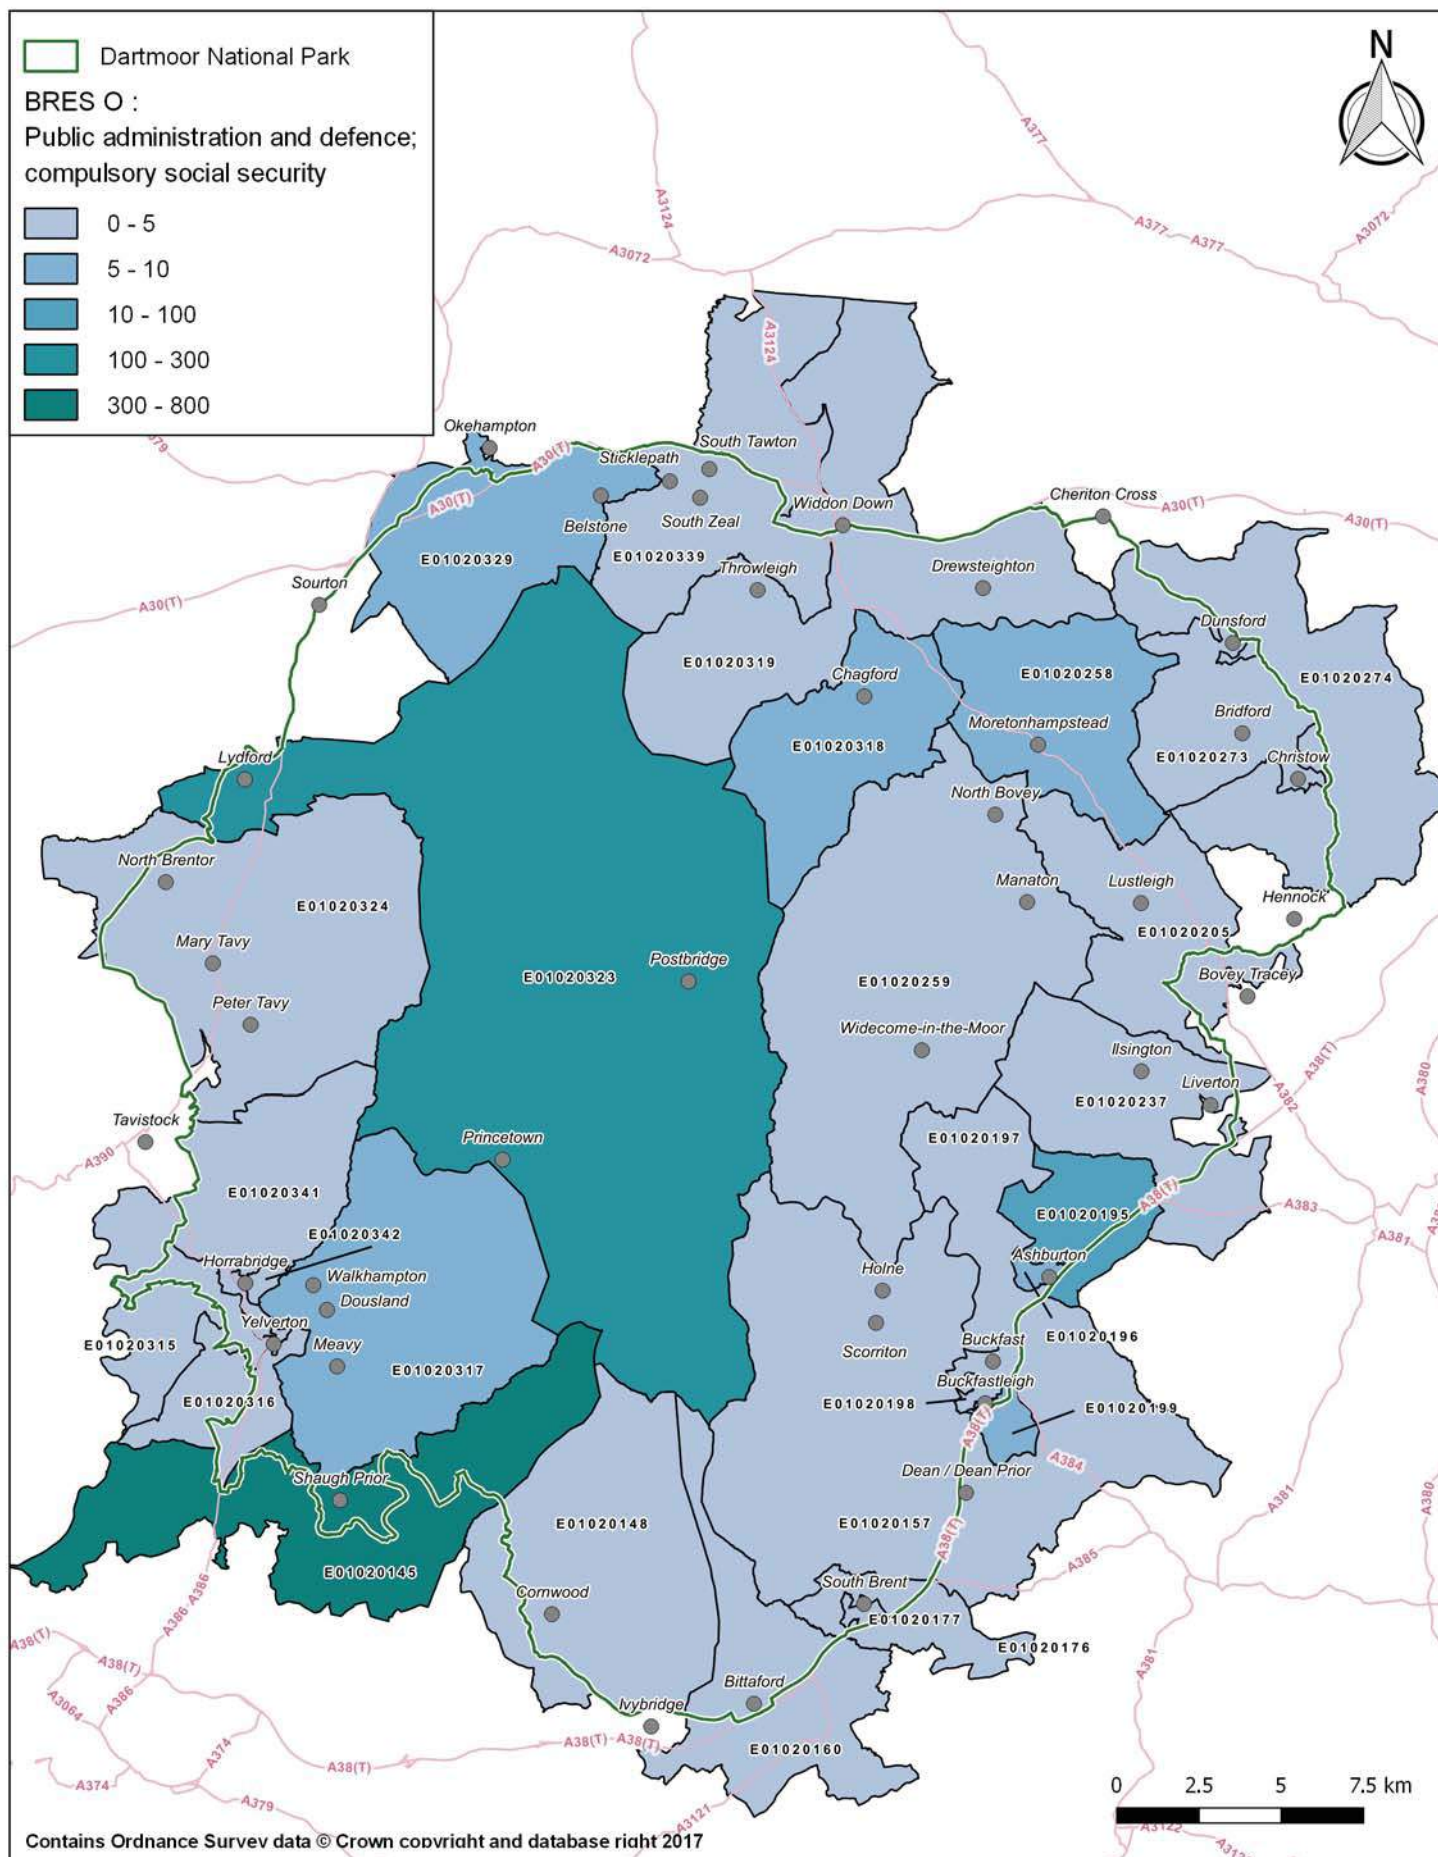 Dartmoor National Park
BRES O :
Public administration and defence;
compulsory social security
0 - 5
5 - 10
10 - 100
100 - 300
300 - 800
N
A377
A3124
A3072
A377
A377
A3072
A3124
Okehampton
A30(T)
Sticklepath
South Tawton
A30(T)
Belstone
South Zeal
Widdon Down
Cheriton Cross
A30(T)
A30(T)
E01020329
E01020339
Throwleigh
Drewsteighton
Sourton
A30(T)
Dunsford
E01020319
Chagford
E01020258
E01020274
Moretonhampstead
Bridford
E01020318
E01020273
Christow
Lydford
North Bovey
North Brentor
Manaton
Lustleigh
E01020324
Hennock
E01020205
Mary Tavy
Postbridge
E01020323
E01020259
Bovey Tracey
Peter Tavy
Widecome-in-the-Moor
Ilsington
A38(T)
Liverton
A380
E01020237
A382
Tavistock
Princetown
E01020197
A390
E01020341
A38(T)
E01020195
A383
E01020342
A381
Horrabridge
Ashburton
Walkhampton
Holne
Dousland
Yelverton
E01020315
Meavy
Scorriton
Buckfast
E01020196
E01020317
Buckfastleigh
E01020316
E01020198
E01020199
A38(T)
A384
Shaugh Prior
Dean / Dean Prior
A381
A380
E01020148
E01020157
A38(T)
A385
E01020145
A386
A386
Cornwood
South Brent
E01020177
A38(T)
E01020176
A38(T)
A381
A3064
A386
Bittaford
Ivybridge
A374
A38(T)
A38(T)
A38(T)
E01020160
A374
A379
A3121
0 2.5 5 7.5 km
A3122
Contains Ordnance Survey data © Crown copyright and database right 2017